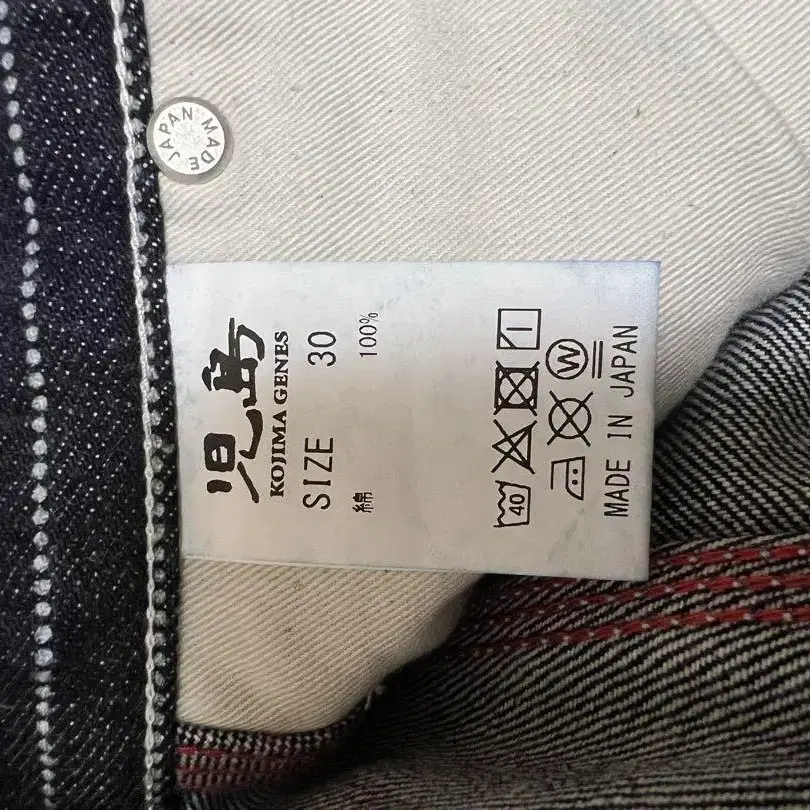 MADE JAPAN
児島
KOJIMA GENES
SIZE 30
綿 100%
40
W
MADE IN JAPAN